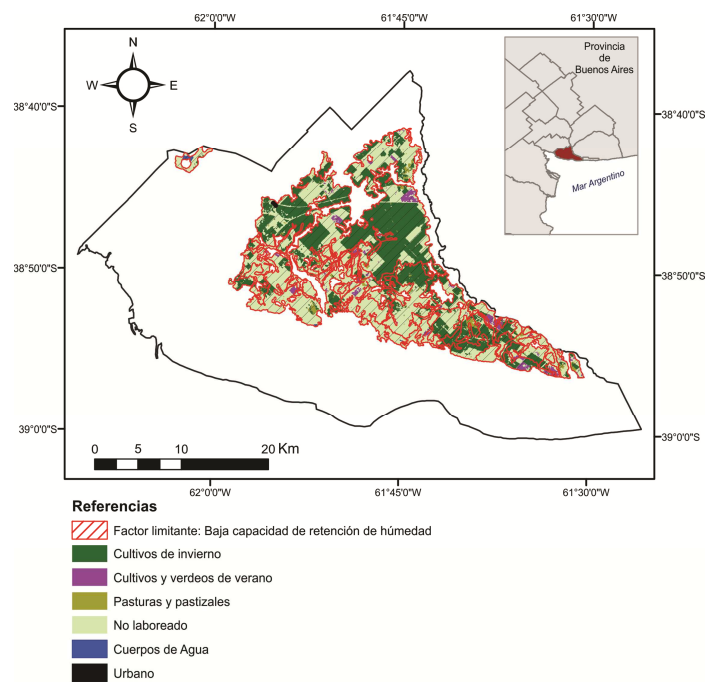 62°0'0"W 61°45'0"W 61°30'0"W
N
W E
S
Provincia
de
Buenos Aires
Mar Argentino
38°40'0"S 38°40'0"S
38°50'0"S 38°50'0"S
39°0'0"S 39°0'0"S
0 5 10 20 Km
62°0'0"W 61°45'0"W 61°30'0"W
Referencias
Factor limitante: Baja capacidad de retención de húmedad
Cultivos de invierno
Cultivos y verdeos de verano
Pasturas y pastizales
No laboreado
Cuerpos de Agua
Urbano